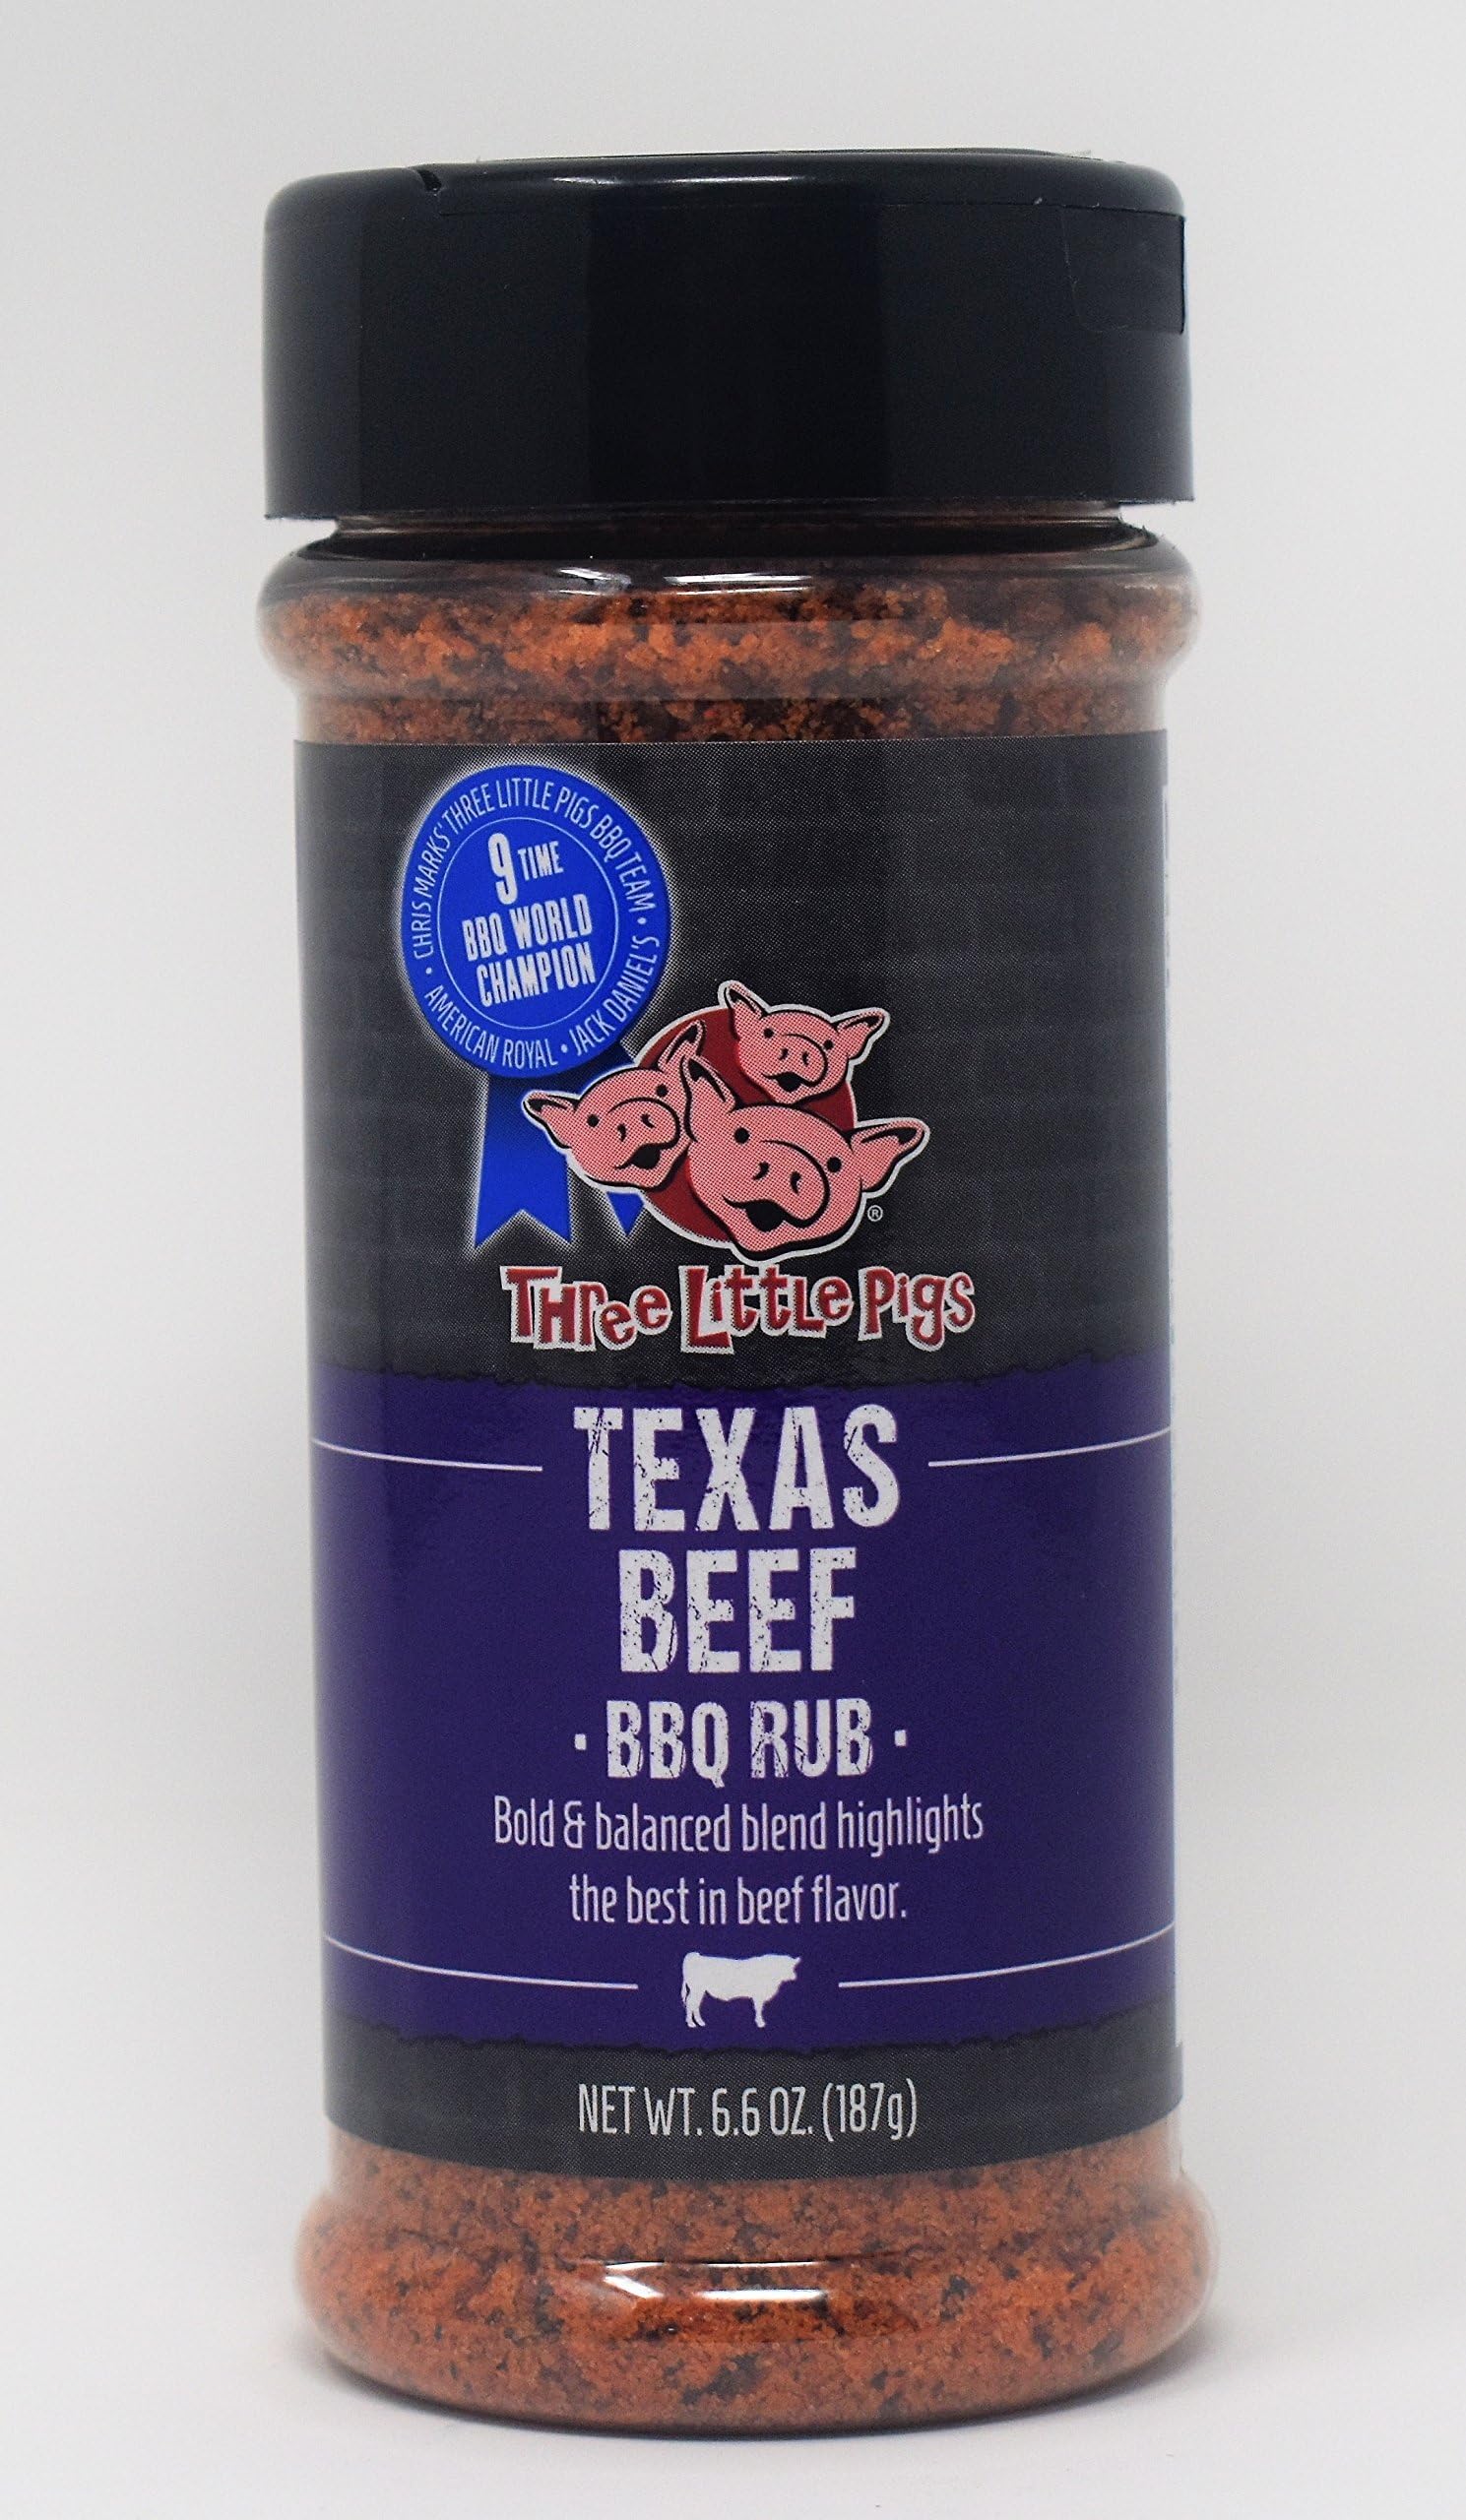 • CHRIS MARKS' THREE LITTLE PIGS BBQ TEAM •
AMERICAN ROYAL • JACK DANIEL'S
9 TIME
BBQ WORLD
CHAMPION
®
THree LittLe Pigs
TEXAS
BEEF
· BBQ RUB ·
Bold & balanced blend highlights
the best in beef flavor.
NET WT. 6.6 OZ. (187g)